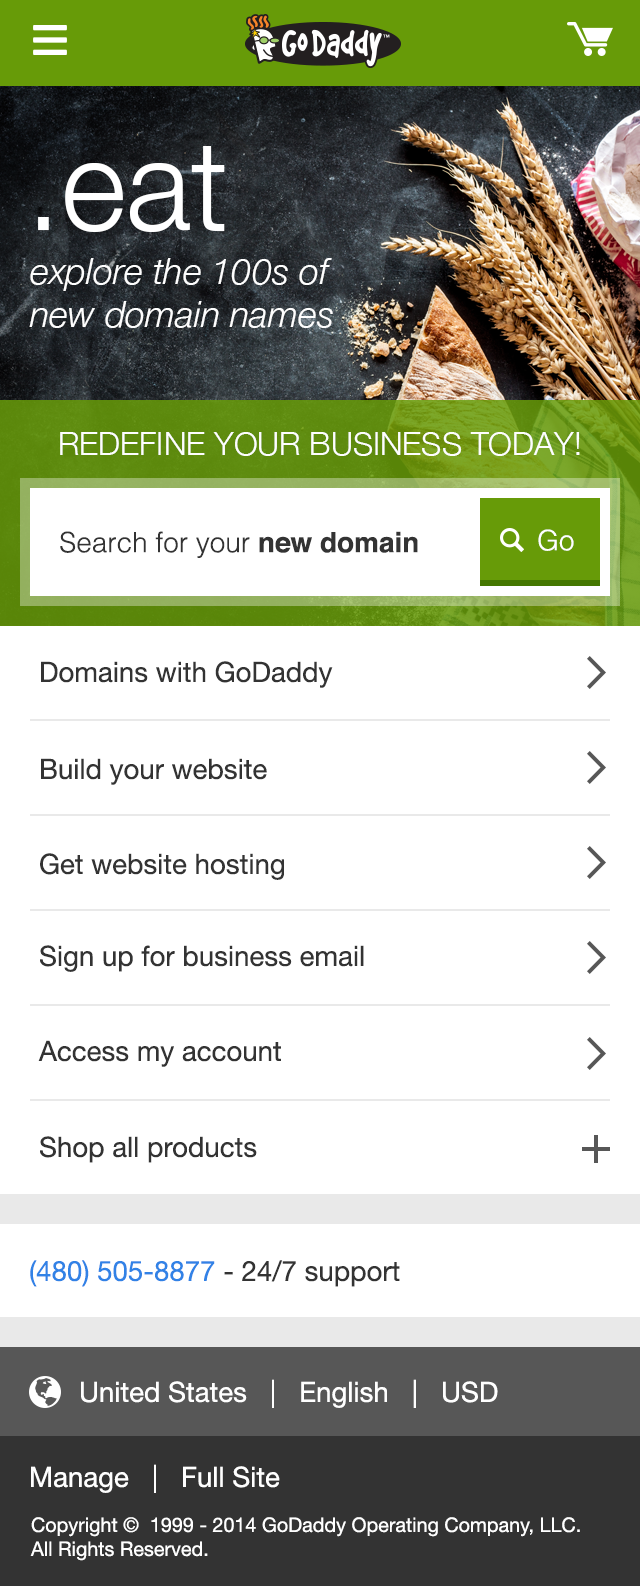 GoDaddy™
.eat
explore the 100s of
new domain names
REDEFINE YOUR BUSINESS TODAY!
Search for your new domain
Go
Domains with GoDaddy
Build your website
Get website hosting
Sign up for business email
Access my account
Shop all products
(480) 505-8877 - 24/7 support
United States | English | USD
Manage | Full Site
Copyright © 1999 - 2014 GoDaddy Operating Company, LLC.
All Rights Reserved.